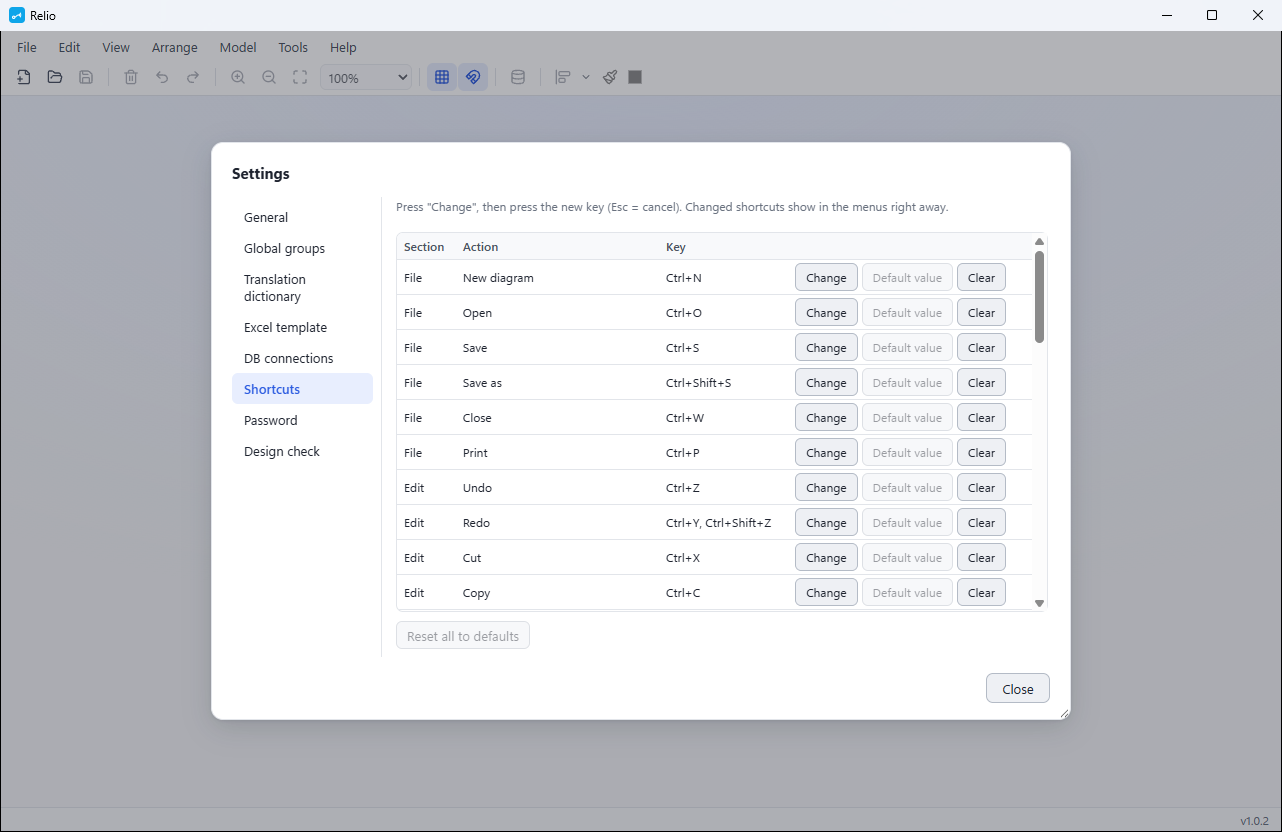 Relio
File Edit View Arrange Model Tools Help
100%
Settings
General
Global groups
Translation
dictionary
Excel template
DB connections
Shortcuts
Password
Design check
Press "Change", then press the new key (Esc = cancel). Changed shortcuts show in the menus right away.
Section Action Key
File New diagram Ctrl+N Change Default value Clear
File Open Ctrl+O Change Default value Clear
File Save Ctrl+S Change Default value Clear
File Save as Ctrl+Shift+S Change Default value Clear
File Close Ctrl+W Change Default value Clear
File Print Ctrl+P Change Default value Clear
Edit Undo Ctrl+Z Change Default value Clear
Edit Redo Ctrl+Y, Ctrl+Shift+Z Change Default value Clear
Edit Cut Ctrl+X Change Default value Clear
Edit Copy Ctrl+C Change Default value Clear
Reset all to defaults
Close
v1.0.2